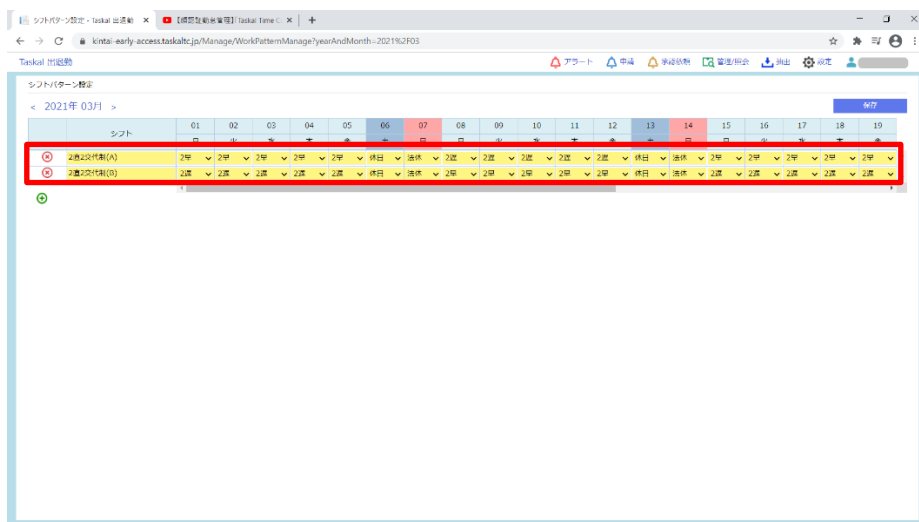 シフトパターン設定 - Taskal 出退勤 × 【顔認証勤怠管理】Taskal Time C × +
kintai-early-access.taskaltc.jp/Manage/WorkPatternManage?yearAndMonth=2021%2F03
Taskal 出退勤 アラート 申請 承認依頼 管理/照会 抽出 設定
シフトパターン設定
< 2021年 03月 > 保存
シフト 01 02 03 04 05 06 07 08 09 10 11 12 13 14 15 16 17 18 19
2直2交代制(A) 2早 2早 2早 2早 2早 休日 法休 2遅 2遅 2遅 2遅 2遅 休日 法休 2早 2早 2早 2早 2早
2直2交代制(B) 2遅 2遅 2遅 2遅 2遅 休日 法休 2早 2早 2早 2早 2早 休日 法休 2遅 2遅 2遅 2遅 2遅